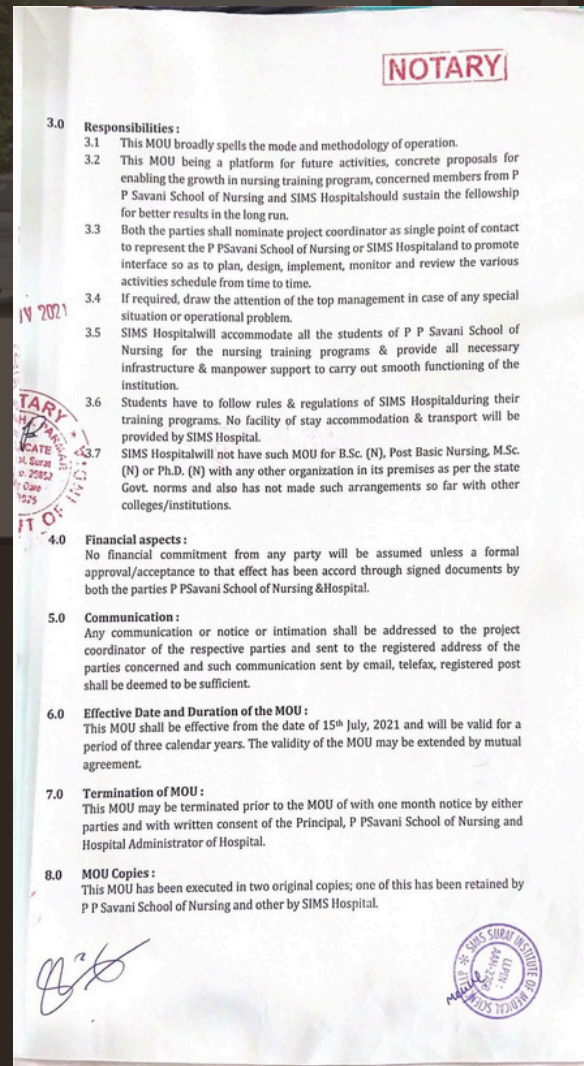 NOTARY
3.0 Responsibilities :
3.1 This MOU broadly spells the mode and methodology of operation.
3.2 This MOU being a platform for future activities, concrete proposals for
enabling the growth in nursing training program, concerned members from P
P Savani School of Nursing and SIMS Hospitalshould sustain the fellowship
for better results in the long run.
3.3 Both the parties shall nominate project coordinator as single point of contact
to represent the P PSavani School of Nursing or SIMS Hospitaland to promote
interface so as to plan, design, implement, monitor and review the various
activities schedule from time to time.
3.4 If required, draw the attention of the top management in case of any special
situation or operational problem.
2021
3.5 SIMS Hospitalwill accommodate all the students of P P Savani School of
Nursing for the nursing training programs & provide all necessary
infrastructure & manpower support to carry out smooth functioning of the
institution.
3.6 Students have to follow rules & regulations of SIMS Hospitalduring their
training programs. No facility of stay accommodation & transport will be
provided by SIMS Hospital.
3.7 SIMS Hospitalwill not have such MOU for B.Sc. (N), Post Basic Nursing, M.Sc.
(N) or Ph.D. (N) with any other organization in its premises as per the state
Govt. norms and also has not made such arrangements so far with other
colleges/institutions.
TARY
CATE
Surat
4.0 Financial aspects :
No financial commitment from any party will be assumed unless a formal
approval/acceptance to that effect has been accord through signed documents by
both the parties P PSavani School of Nursing &Hospital.
5.0 Communication :
Any communication or notice or intimation shall be addressed to the project
coordinator of the respective parties and sent to the registered address of the
parties concerned and such communication sent by email, telefax, registered post
shall be deemed to be sufficient.
6.0 Effective Date and Duration of the MOU :
This MOU shall be effective from the date of 15th July, 2021 and will be valid for a
period of three calendar years. The validity of the MOU may be extended by mutual
agreement.
7.0 Termination of MOU :
This MOU may be terminated prior to the MOU of with one month notice by either
parties and with written consent of the Principal, P PSavani School of Nursing and
Hospital Administrator of Hospital.
8.0 MOU Copies :
This MOU has been executed in two original copies; one of this has been retained by
P P Savani School of Nursing and other by SIMS Hospital.
SIMS SURAT INSTITUTE OF MEDICAL
LLPIN :